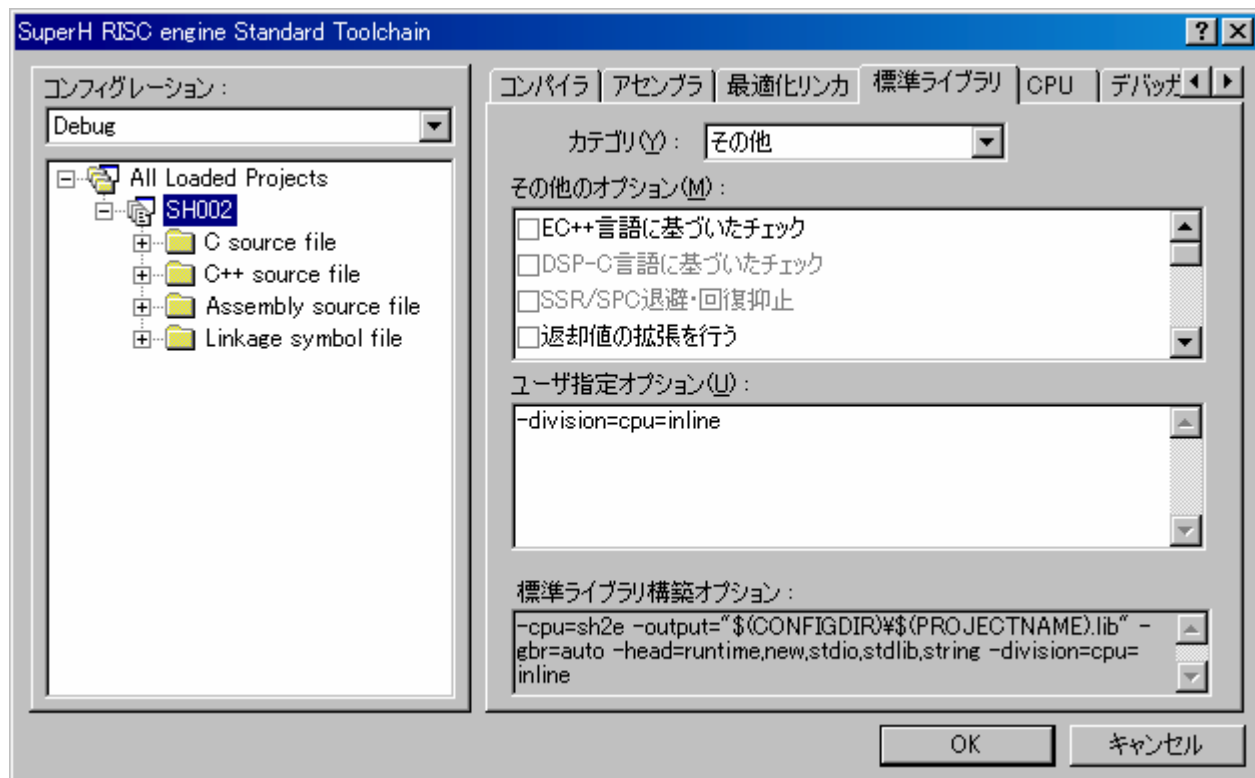 SuperH RISC engine Standard Toolchain
コンフィグレーション :
Debug
All Loaded Projects
SH002
C source file
C++ source file
Assembly source file
Linkage symbol file
コンパイラ
アセンブラ
最適化リンカ
標準ライブラリ
CPU
デバッガ
カテゴリ(Y) :
その他
その他のオプション(M) :
EC++言語に基づいたチェック
DSP-C言語に基づいたチェック
SSR/SPC退避・回復抑止
返却値の拡張を行う
ユーザ指定オプション(U) :
-division=cpu=inline
標準ライブラリ構築オプション :
-cpu=sh2e -output="$(CONFIGDIR)¥$(PROJECTNAME).lib" -
gbr=auto -head=runtime,new,stdio,stdlib,string -division=cpu=
inline
OK
キャンセル